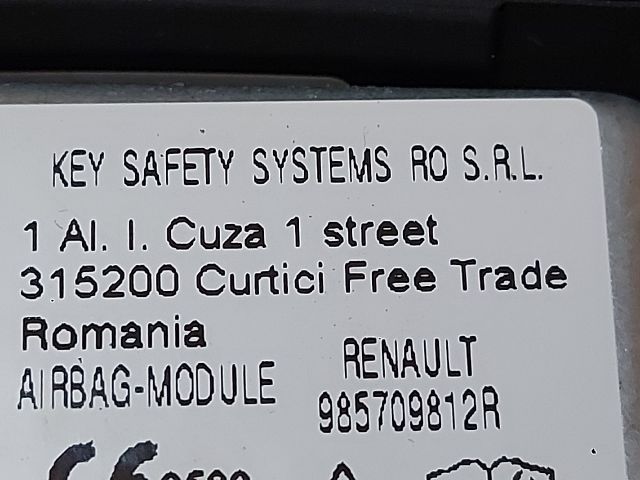 KEY SAFETY SYSTEMS RO S.R.L.
1 Al. I. Cuza 1 street
315200 Curtici Free Trade
Romania
AIRBAG-MODULE
RENAULT
985709812R